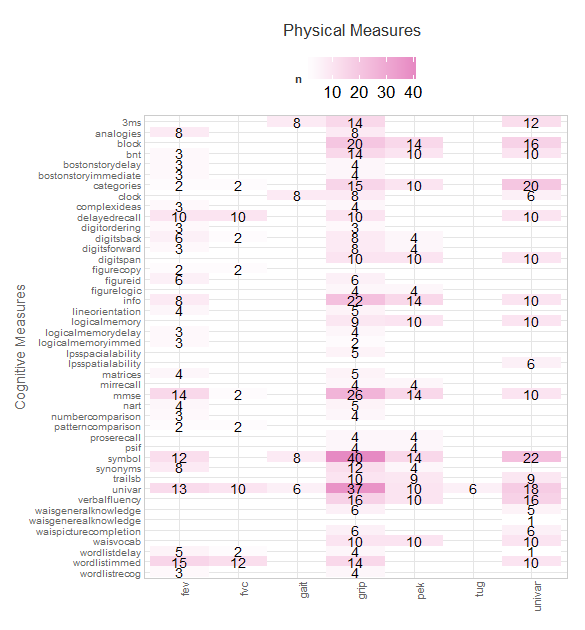 Physical Measures
n
10 20 30 40
Cognitive Measures
3ms 8 14 12
analogies 8 8
block 20 14 16
bnt 3 14 10 10
bostonstorydelay 3 4
bostonstoryimmediate 3 4
categories 2 2 15 10 20
clock 8 8 6
complexideas 3 4
delayedrecall 10 10 10 10
digitordering 3 3
digitsback 6 2 8 4
digitsforward 3 8 4
digitspan 10 10 10
figurecopy 2 2
figureid 6 6
figurelogic 4 4
info 8 22 14 10
lineorientation 4 5
logicalmemory 9 10 10
logicalmemorydelay 3 4
logicalmemoryimmed 3 2
lpsspacialability 5
lpsspatialability 6
matrices 4 5
mirrecall 4 4
mmse 14 2 26 14 10
nart 4 5
numbercomparison 3 4
patterncomparison 2 2
proserecall 4 4
psif 4 4
symbol 12 8 40 14 22
synonyms 8 12 4
trailsb 10 9 9
univar 13 10 6 37 10 6 18
verbalfluency 16 10 16
waisgeneralknowledge 6 5
waisgenerealknowledge 1
waispicturecompletion 6 6
waisvocab 10 10 10
wordlistdelay 5 2 4 1
wordlistimmed 15 12 14 10
wordlistrecog 3 4
fev fvc gait grip pek tug univar